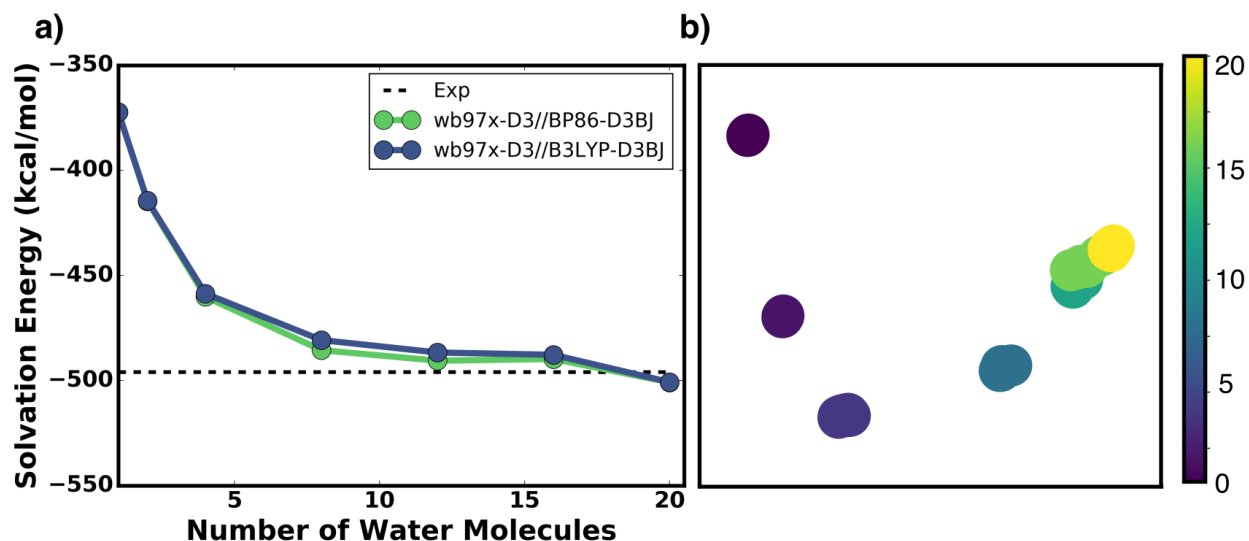 a)
Solvation Energy (kcal/mol)
−350
−400
−450
−500
−550
Exp
wb97x-D3//BP86-D3BJ
wb97x-D3//B3LYP-D3BJ
5
10
15
20
Number of Water Molecules
b)
20
15
10
5
0